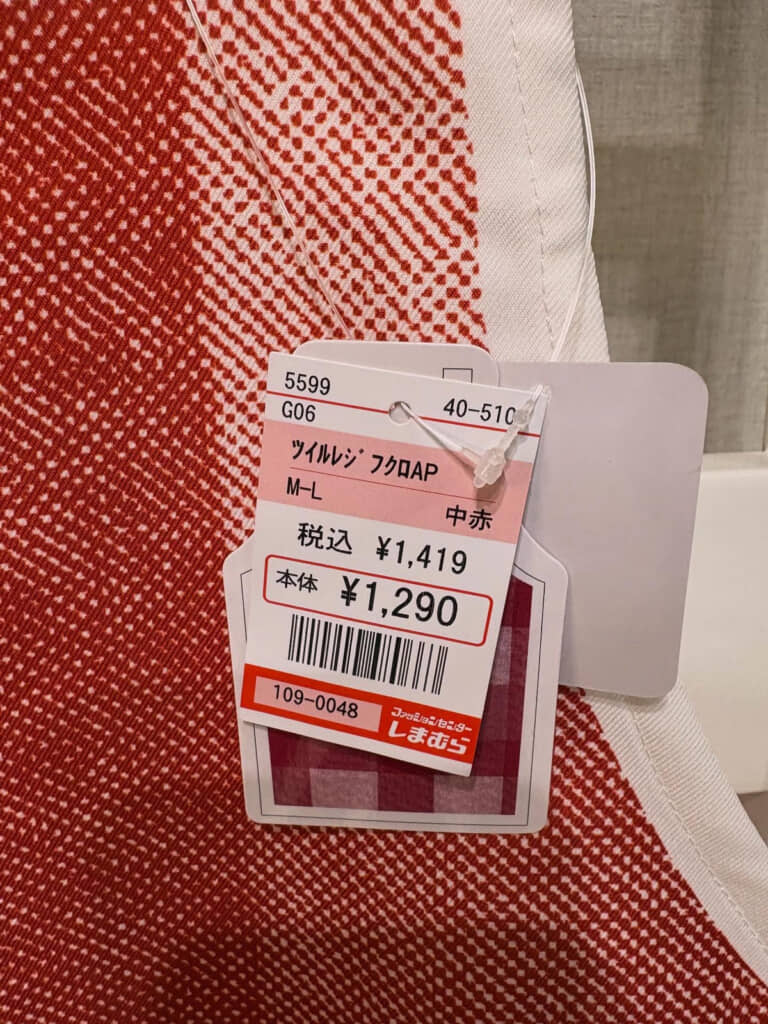 5599
G06 40-510
ツイルレジ゛フクロAP
M-L
中赤
税込 ¥1,419
本体 ¥1,290
109-0048
ファッションセンター
しまむら